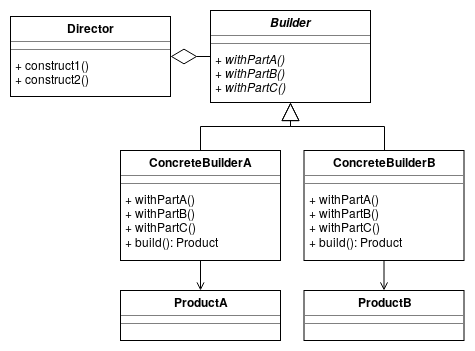 Director
+ construct1()
+ construct2()
Builder
+ withPartA()
+ withPartB()
+ withPartC()
ConcreteBuilderA
+ withPartA()
+ withPartB()
+ withPartC()
+ build(): Product
ConcreteBuilderB
+ withPartA()
+ withPartB()
+ withPartC()
+ build(): Product
ProductA
ProductB